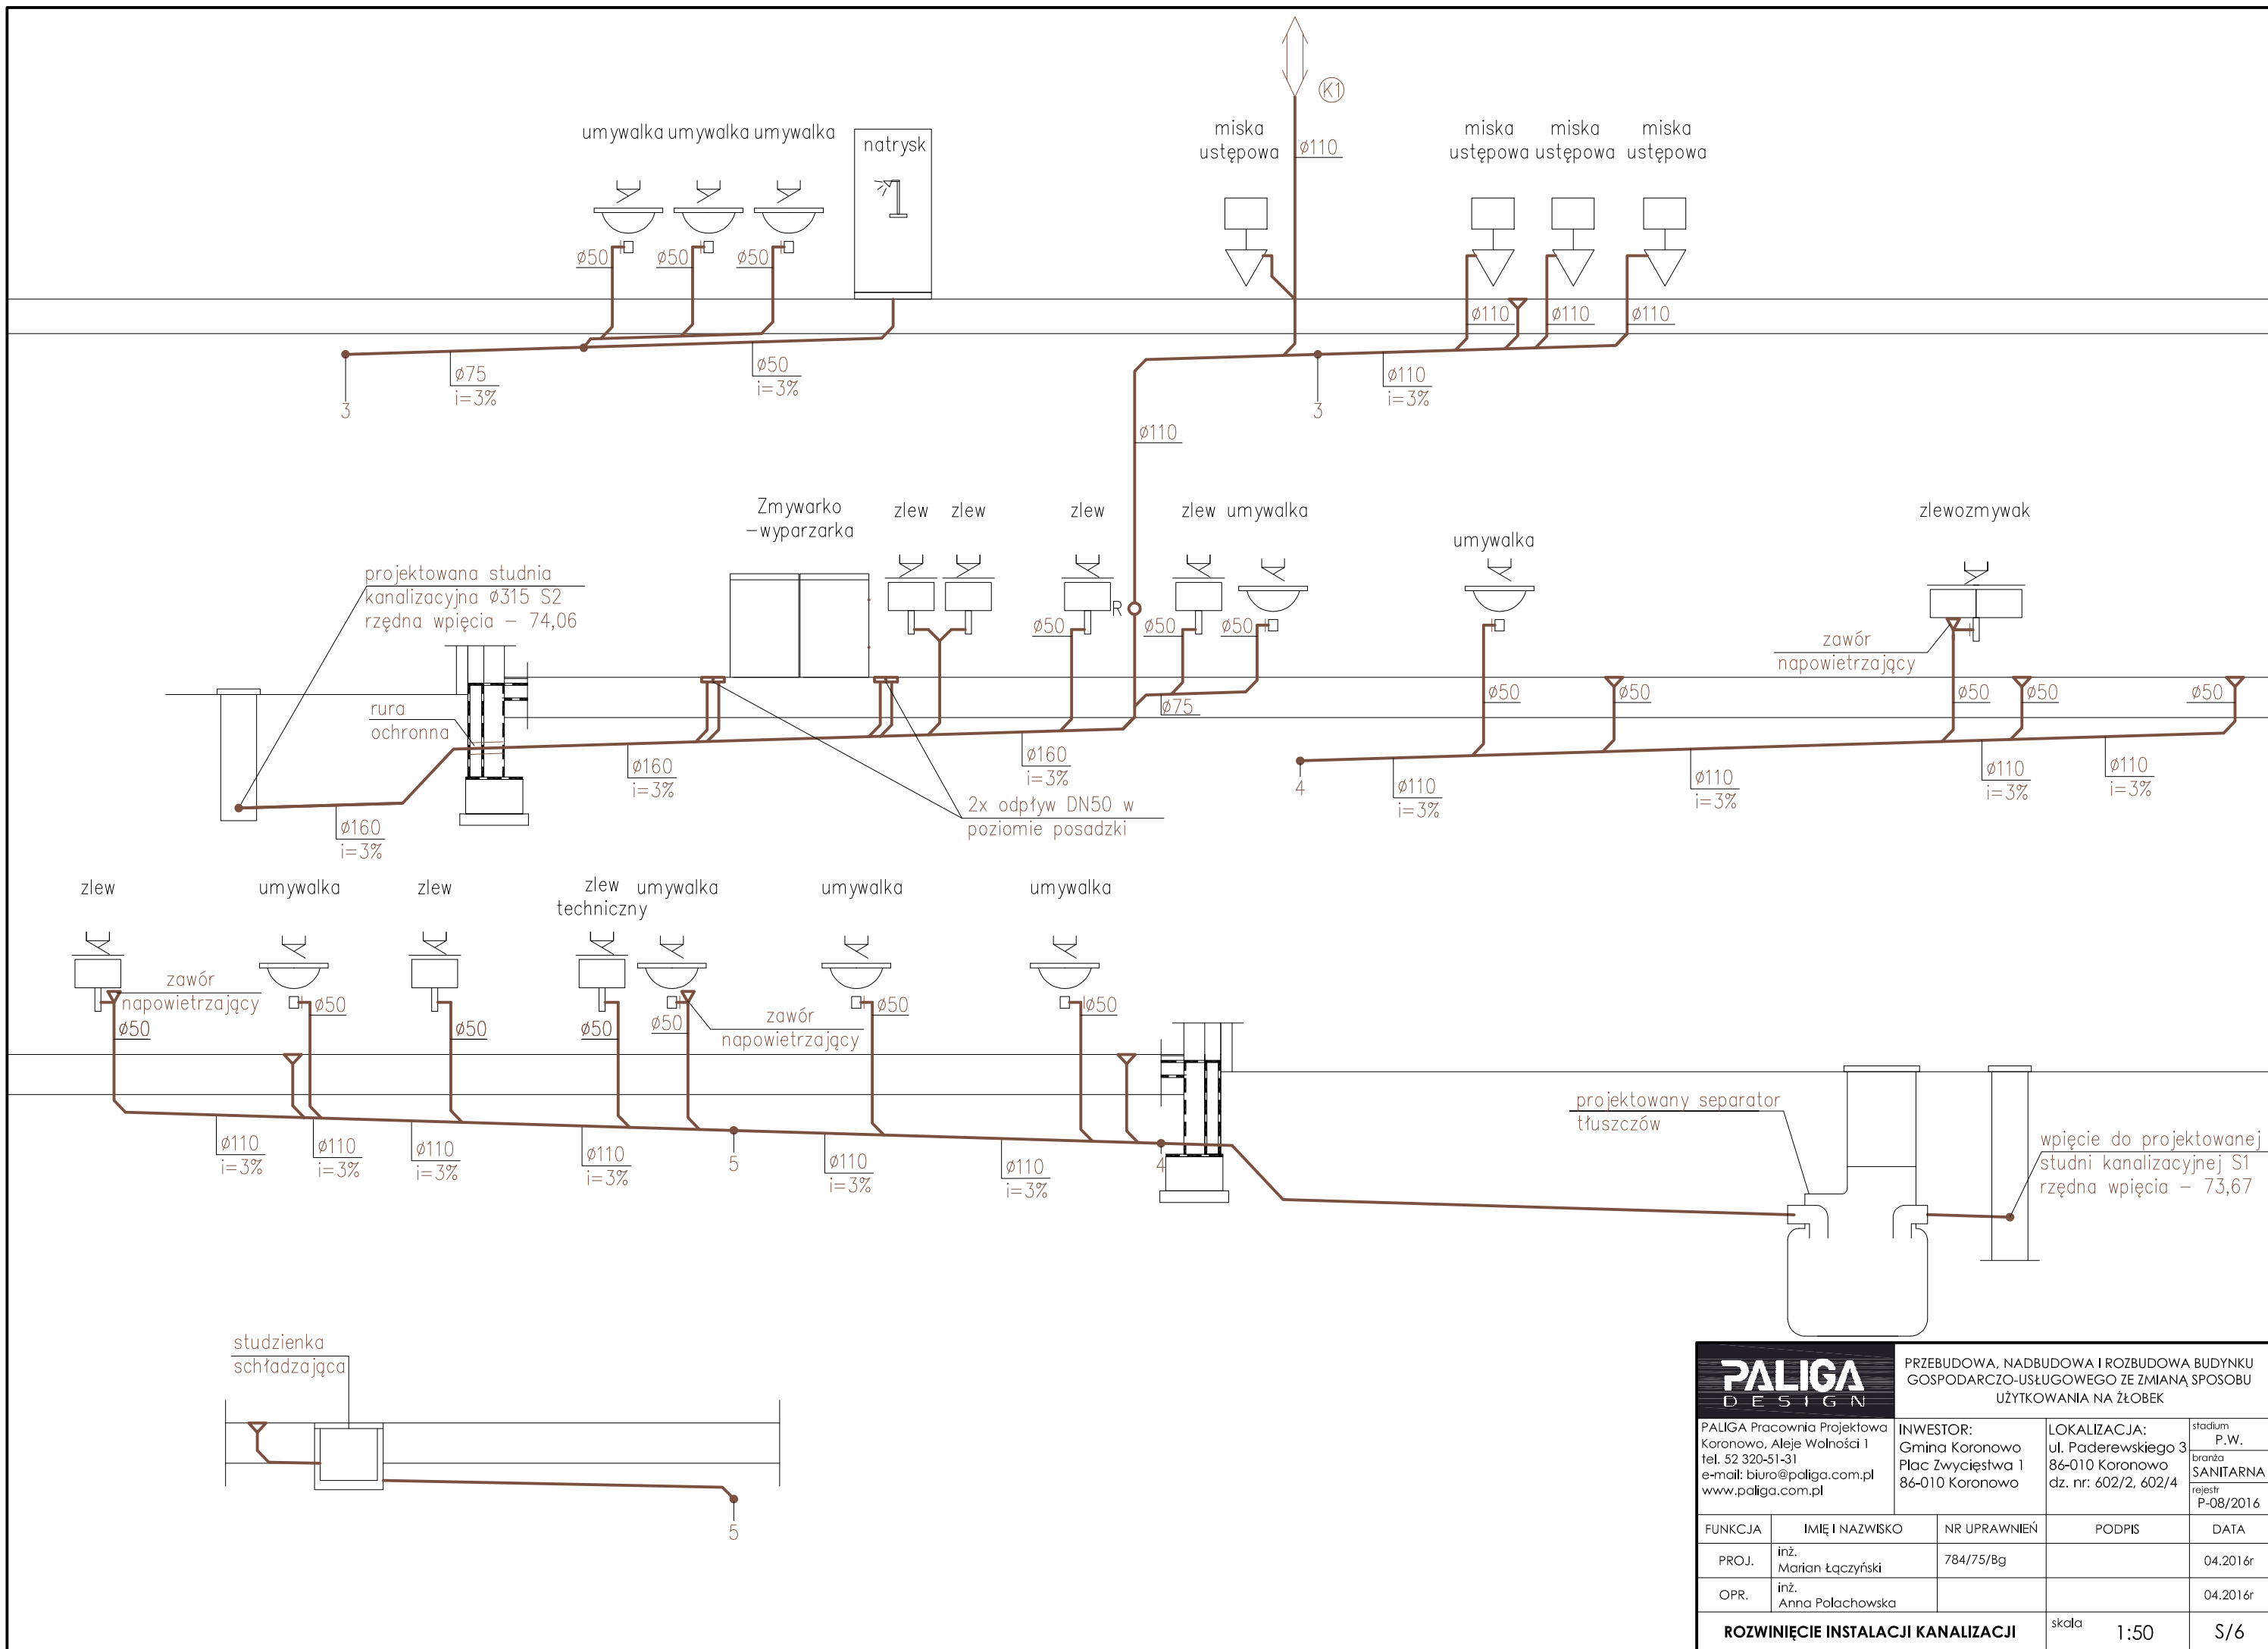 K1
umywalka umywalka umywalka
natrysk
miska
ustępowa
ø110
miska
ustępowa
miska
ustępowa
miska
ustępowa
ø50
ø50
ø50
ø110
ø110
ø110
ø75
i=3%
ø50
i=3%
3
ø110
i=3%
3
ø110
Zmywarko
-wyparzarka
zlew
zlew
zlew
zlew
umywalka
umywalka
zlewozmywak
projektowana studnia
kanalizacyjna ø315 S2
rzędna wpięcia - 74,06
R
ø50
ø50
ø50
zawór
napowietrzający
rura
ochronna
ø75
ø50
ø50
ø50
ø50
ø50
ø160
i=3%
ø160
i=3%
ø160
i=3%
2x odpływ DN50 w
poziomie posadzki
4
ø110
i=3%
ø110
i=3%
ø110
i=3%
ø110
i=3%
zlew
umywalka
zlew
zlew
techniczny
umywalka
umywalka
umywalka
zawór
napowietrzający
ø50
ø50
ø50
ø50
ø50
zawór
napowietrzający
ø50
ø50
ø110
i=3%
ø110
i=3%
ø110
i=3%
ø110
i=3%
5
ø110
i=3%
ø110
i=3%
4
projektowany separator
tłuszczów
wpięcie do projektowanej
studni kanalizacyjnej S1
rzędna wpięcia - 73,67
studzienka
schładzająca
5
PALIGA
DESIGN
PRZEBUDOWA, NADBUDOWA I ROZBUDOWA BUDYNKU
GOSPODARCZO-USŁUGOWEGO ZE ZMIANĄ SPOSOBU
UŻYTKOWANIA NA ŻŁOBEK
PALIGA Pracownia Projektowa
Koronowo, Aleje Wolności 1
tel. 52 320-51-31
e-mail: biuro@paliga.com.pl
www.paliga.com.pl
INWESTOR:
Gmina Koronowo
Plac Zwycięstwa 1
86-010 Koronowo
LOKALIZACJA:
ul. Paderewskiego 3
86-010 Koronowo
dz. nr: 602/2, 602/4
stadium
P.W.
branża
SANITARNA
rejestr
P-08/2016
FUNKCJA
IMIĘ I NAZWISKO
NR UPRAWNIEŃ
PODPIS
DATA
PROJ.
inż.
Marian Łączyński
784/75/Bg
04.2016r
OPR.
inż.
Anna Polachowska
04.2016r
ROZWINIĘCIE INSTALACJI KANALIZACJI
skala
1:50
S/6